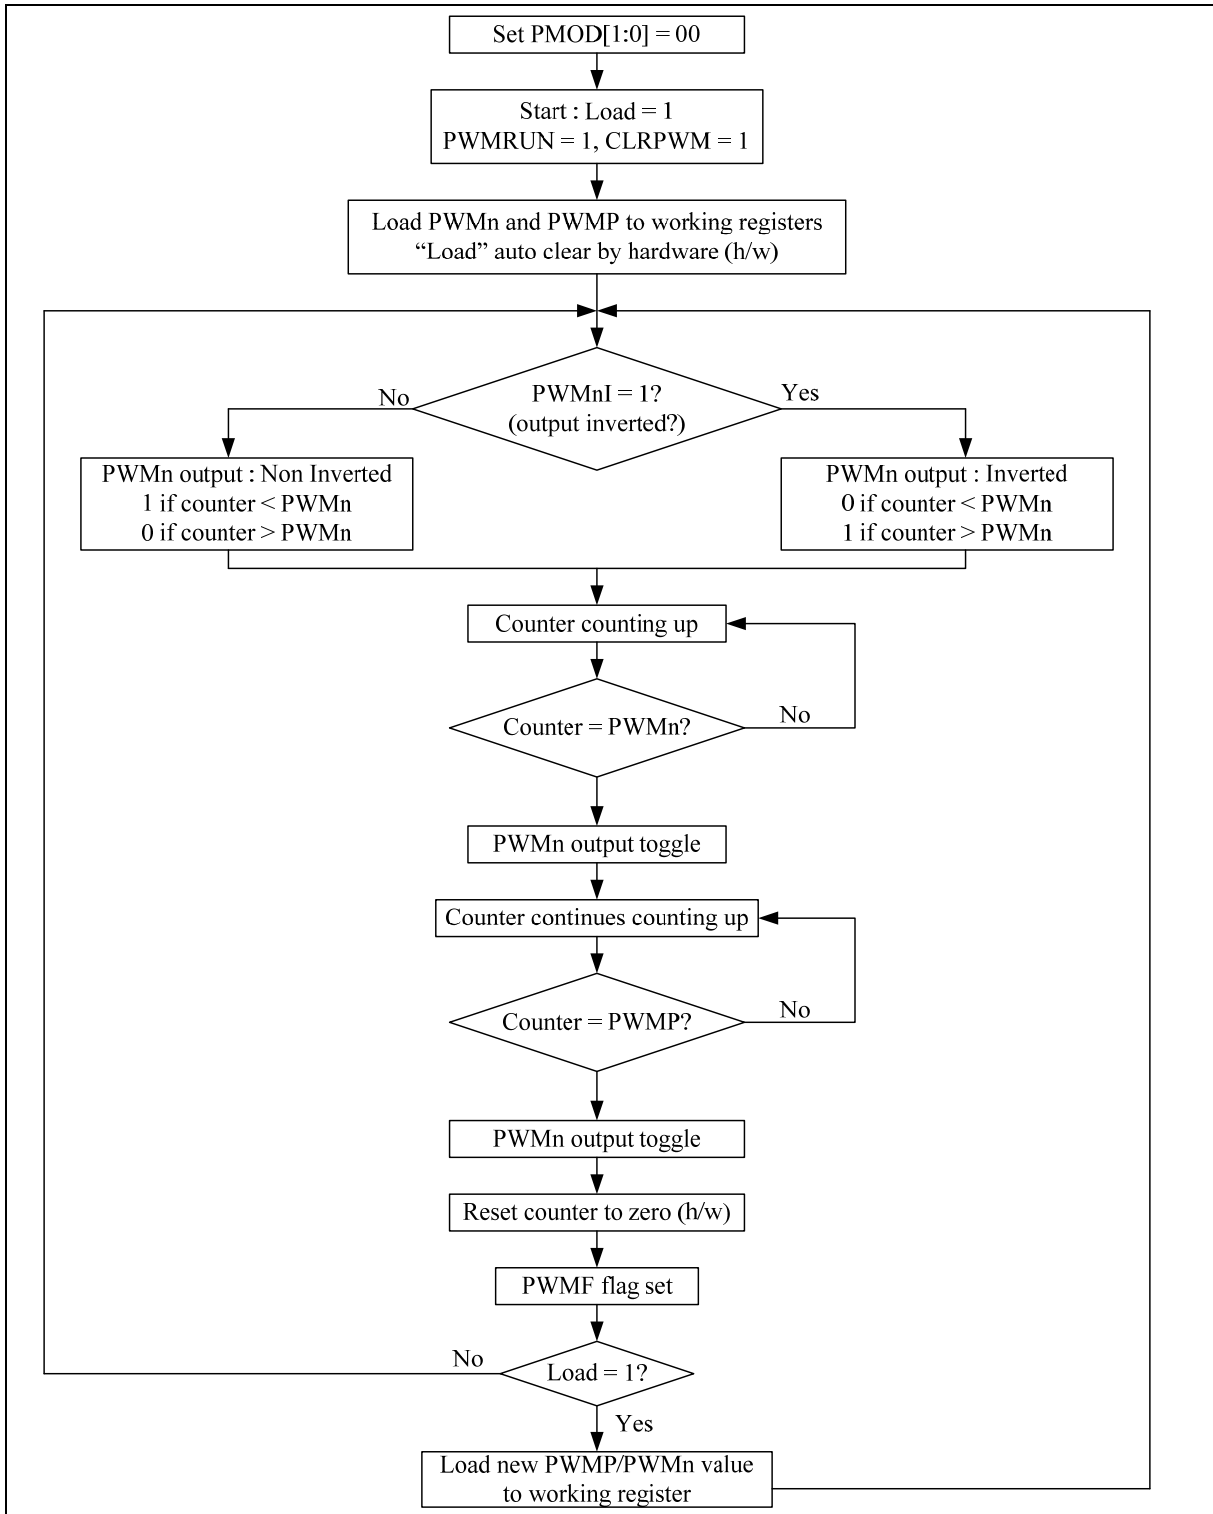 Set PMOD[1:0] = 00
Start : Load = 1
PWMRUN = 1, CLRPWM = 1
Load PWMn and PWMP to working registers
“Load” auto clear by hardware (h/w)
PWMnI = 1?
(output inverted?)
No
Yes
PWMn output : Non Inverted
1 if counter < PWMn
0 if counter > PWMn
PWMn output : Inverted
0 if counter < PWMn
1 if counter > PWMn
Counter counting up
Counter = PWMn?
No
PWMn output toggle
Counter continues counting up
Counter = PWMP?
No
PWMn output toggle
Reset counter to zero (h/w)
PWMF flag set
Load = 1?
No
Yes
Load new PWMP/PWMn value
to working register